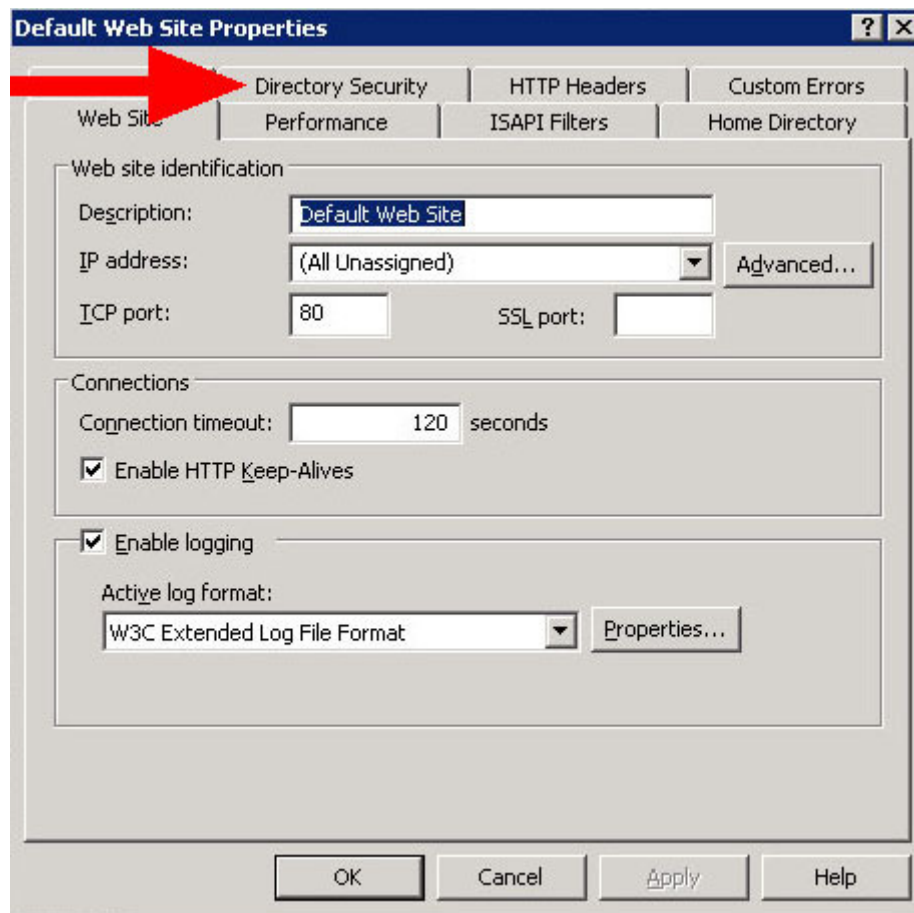 Default Web Site Properties
Directory Security HTTP Headers Custom Errors
Web Site Performance ISAPI Filters Home Directory
Web site identification
Description: Default Web Site
IP address: (All Unassigned) Advanced...
TCP port: 80 SSL port:
Connections
Connection timeout: 120 seconds
Enable HTTP Keep-Alives
Enable logging
Active log format:
W3C Extended Log File Format Properties...
OK Cancel Apply Help